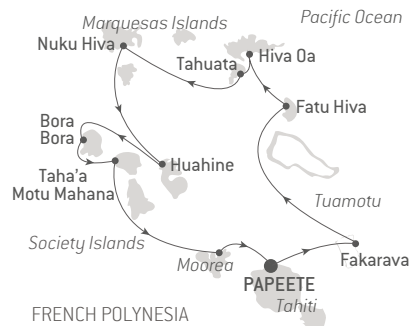 Marquesas Islands
Pacific Ocean
Nuku Hiva
Hiva Oa
Tahuata
Fatu Hiva
Bora
Bora
Huahine
Taha'a
Motu Mahana
Tuamotu
Society Islands
Moorea
Fakarava
PAPEETE
Tahiti
FRENCH POLYNESIA